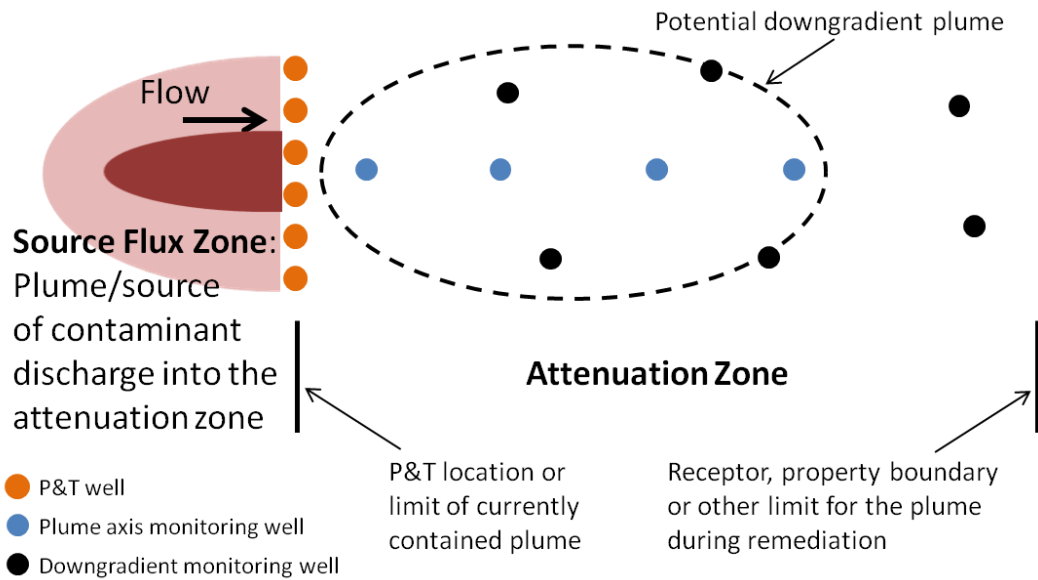 Potential downgradient plume
Flow
Source Flux Zone:
Plume/source
of contaminant
discharge into the
attenuation zone
Attenuation Zone
P&T location or
limit of currently
contained plume
Receptor, property boundary
or other limit for the plume
during remediation
P&T well
Plume axis monitoring well
Downgradient monitoring well